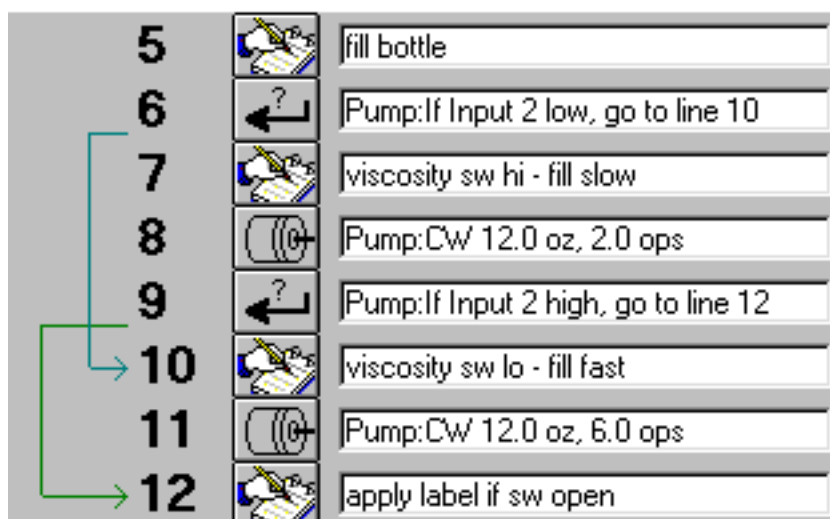 5 fill bottle
6 ? Pump:If Input 2 low, go to line 10
7 viscosity sw hi - fill slow
8 Pump:CW 12.0 oz, 2.0 ops
9 ? Pump:If Input 2 high, go to line 12
10 viscosity sw lo - fill fast
11 Pump:CW 12.0 oz, 6.0 ops
12 apply label if sw open